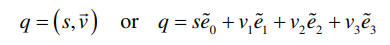 q = (s, v⃗)   or   q = sẽ₀ + v₁ẽ₁ + v₂ẽ₂ + v₃ẽ₃